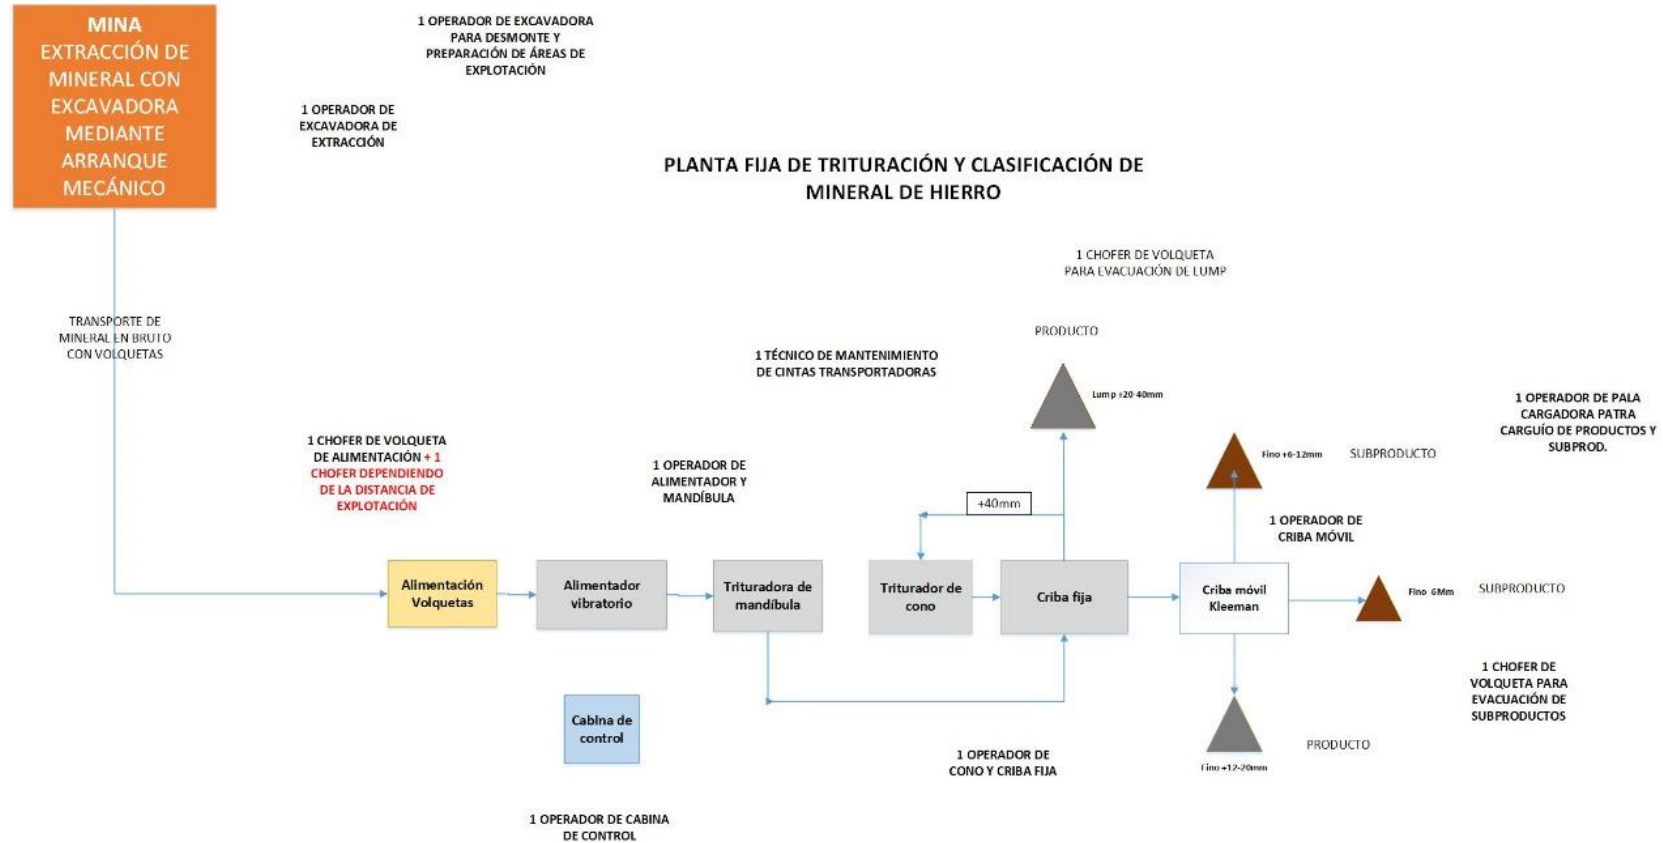 MINA
EXTRACCIÓN DE
MINERAL CON
EXCAVADORA
MEDIANTE
ARRANQUE
MECÁNICO
1 OPERADOR DE EXCAVADORA
PARA DESMONTE Y
PREPARACIÓN DE ÁREAS DE
EXPLOTACIÓN
1 OPERADOR DE
EXCAVADORA DE
EXTRACCIÓN
PLANTA FIJA DE TRITURACIÓN Y CLASIFICACIÓN DE
MINERAL DE HIERRO
1 CHOFER DE VOLQUETA
PARA EVACUACIÓN DE LUMP
TRANSPORTE DE
MINERAL EN BRUTO
CON VOLQUETAS
PRODUCTO
1 TÉCNICO DE MANTENIMIENTO
DE CINTAS TRANSPORTADORAS
Lump +20-40mm
1 OPERADOR DE PALA
CARGADORA PATRA
CARGUÍO DE PRODUCTOS Y
SUBPROD.
1 CHOFER DE VOLQUETA
DE ALIMENTACIÓN + 1
CHOFER DEPENDIENDO
DE LA DISTANCIA DE
EXPLOTACIÓN
1 OPERADOR DE
ALIMENTADOR Y
MANDÍBULA
Fino +6-12mm
SUBPRODUCTO
+40mm
1 OPERADOR DE
CRIBA MÓVIL
Alimentación
Volquetas
Alimentador
vibratorio
Trituradora de
mandíbula
Triturador de
cono
Criba fija
Criba móvil
Kleeman
Fino -6Mm
SUBPRODUCTO
1 CHOFER DE
VOLQUETA PARA
EVACUACIÓN DE
SUBPRODUCTOS
Cabina de
control
1 OPERADOR DE
CONO Y CRIBA FIJA
PRODUCTO
Fino +12-20mm
1 OPERADOR DE CABINA
DE CONTROL